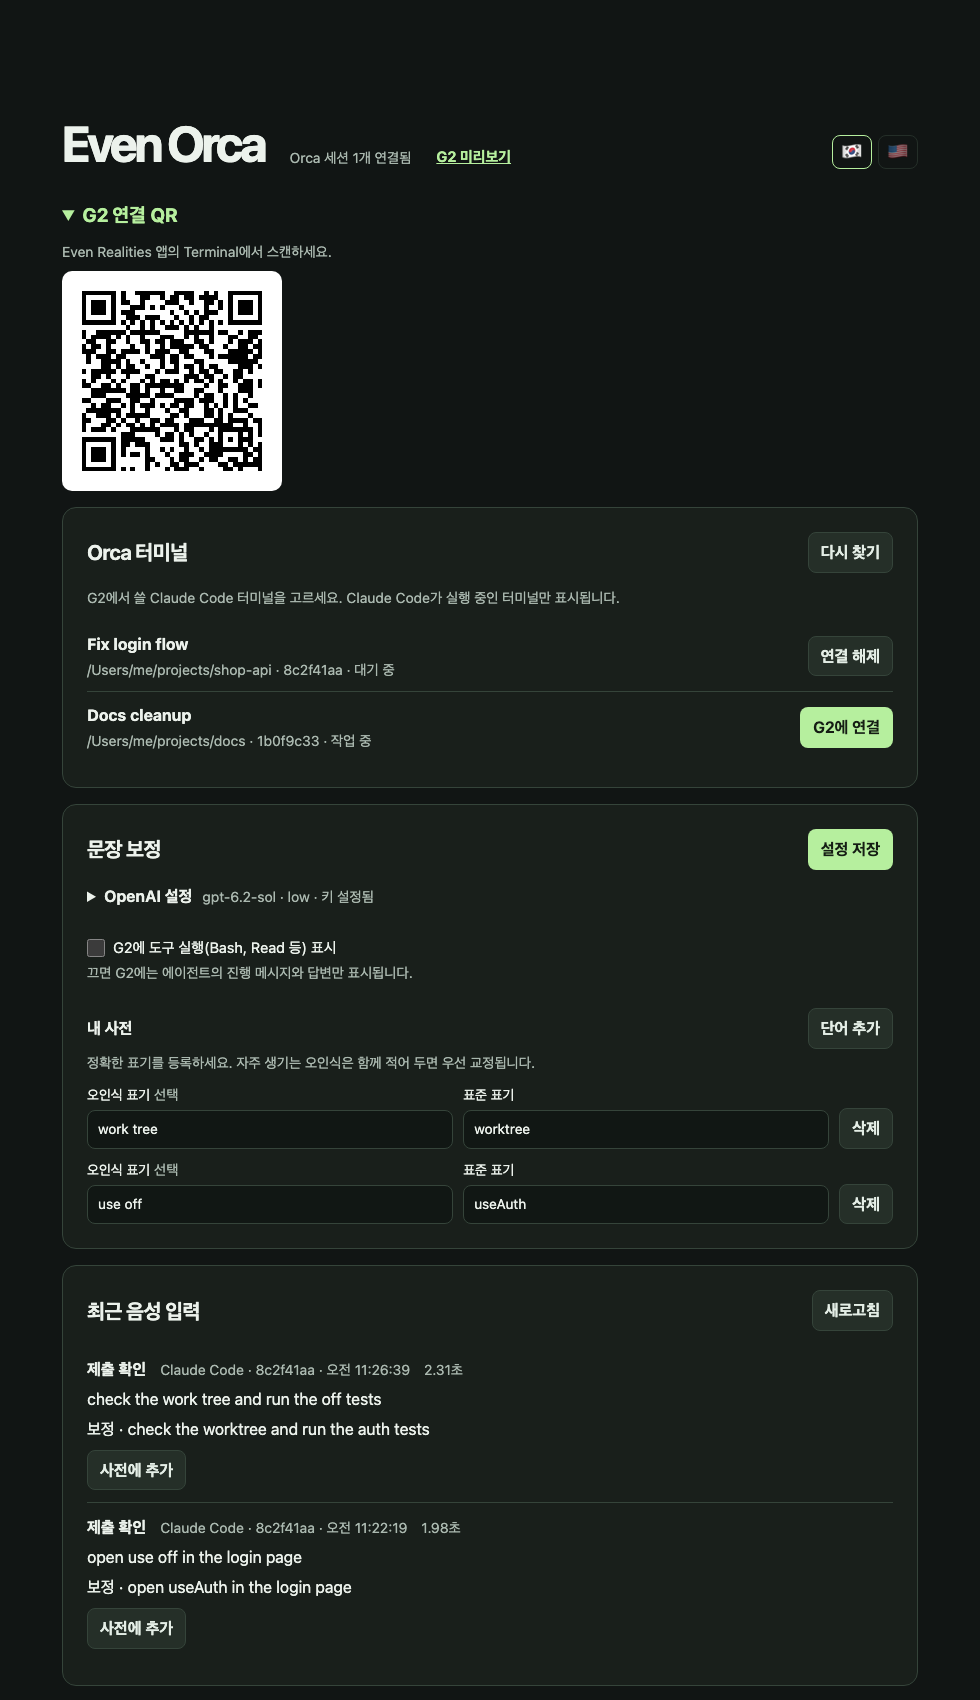 Even Orca Orca 세션 1개 연결됨 G2 미리보기
▼ G2 연결 QR
Even Realities 앱의 Terminal에서 스캔하세요.
Orca 터미널 다시 찾기
G2에서 쓸 Claude Code 터미널을 고르세요. Claude Code가 실행 중인 터미널만 표시됩니다.
Fix login flow
/Users/me/projects/shop-api · 8c2f41aa · 대기 중
연결 해제
Docs cleanup
/Users/me/projects/docs · 1b0f9c33 · 작업 중
G2에 연결
문장 보정 설정 저장
▶ OpenAI 설정 gpt-6.2-sol · low · 키 설정됨
G2에 도구 실행(Bash, Read 등) 표시
끄면 G2에는 에이전트의 진행 메시지와 답변만 표시됩니다.
내 사전 단어 추가
정확한 표기를 등록하세요. 자주 생기는 오인식은 함께 적어 두면 우선 교정됩니다.
오인식 표기 선택 표준 표기
work tree worktree 삭제
오인식 표기 선택 표준 표기
use off useAuth 삭제
최근 음성 입력 새로고침
제출 확인 Claude Code · 8c2f41aa · 오전 11:26:39 2.31초
check the work tree and run the off tests
보정 · check the worktree and run the auth tests
사전에 추가
제출 확인 Claude Code · 8c2f41aa · 오전 11:22:19 1.98초
open use off in the login page
보정 · open useAuth in the login page
사전에 추가